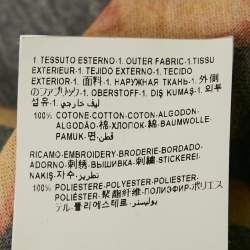 1. TESSUTO ESTERNO - 1. OUTER FABRIC - 1. TISSU
EXTERIEUR - 1. TEJIDO EXTERNO - 1. TECIDO
EXTERIOR - 1. 面料 - 1. НАРУЖНАЯ ТКАНЬ - 1. 外側
のファブリック - 1. OBERSTOFF - 1. DIŞ KUMAŞ - 1. 외부
섬유 - 1. ليف خارجي
100% COTONE - COTTON - COTON - ALGODON -
ALGODÃO - 棉 - ХЛОПОК - 綿 - BAUMWOLLE -
PAMUK - 면 - قطن
RICAMO - EMBROIDERY - BRODERIE - BORDADO -
ADORNO - 刺绣 - ВЫШИВКА - 刺繍 - STICKEREI -
NAKIŞ - 자수 - تطريز
100% POLIESTERE - POLYESTER - POLYESTER -
POLIÉSTER - 聚酯纤维 - ПОЛИЭФИР - ポリエス
テル - 폴리에스테르 - بوليستر